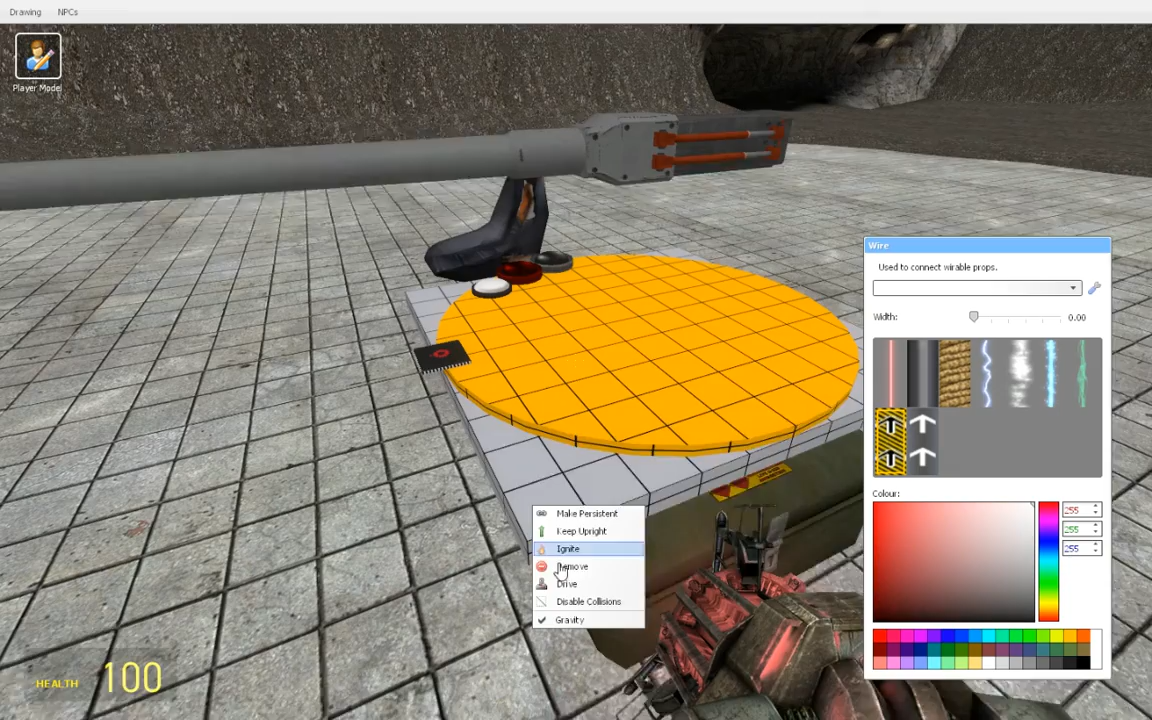 Drawing NPCs
Player Model
Wire
Used to connect wirable props.
Width: 0.00
Colour:
255
255
255
Make Persistent
Keep Upright
Ignite
Remove
Drive
Disable Collisions
Gravity
HEALTH 100